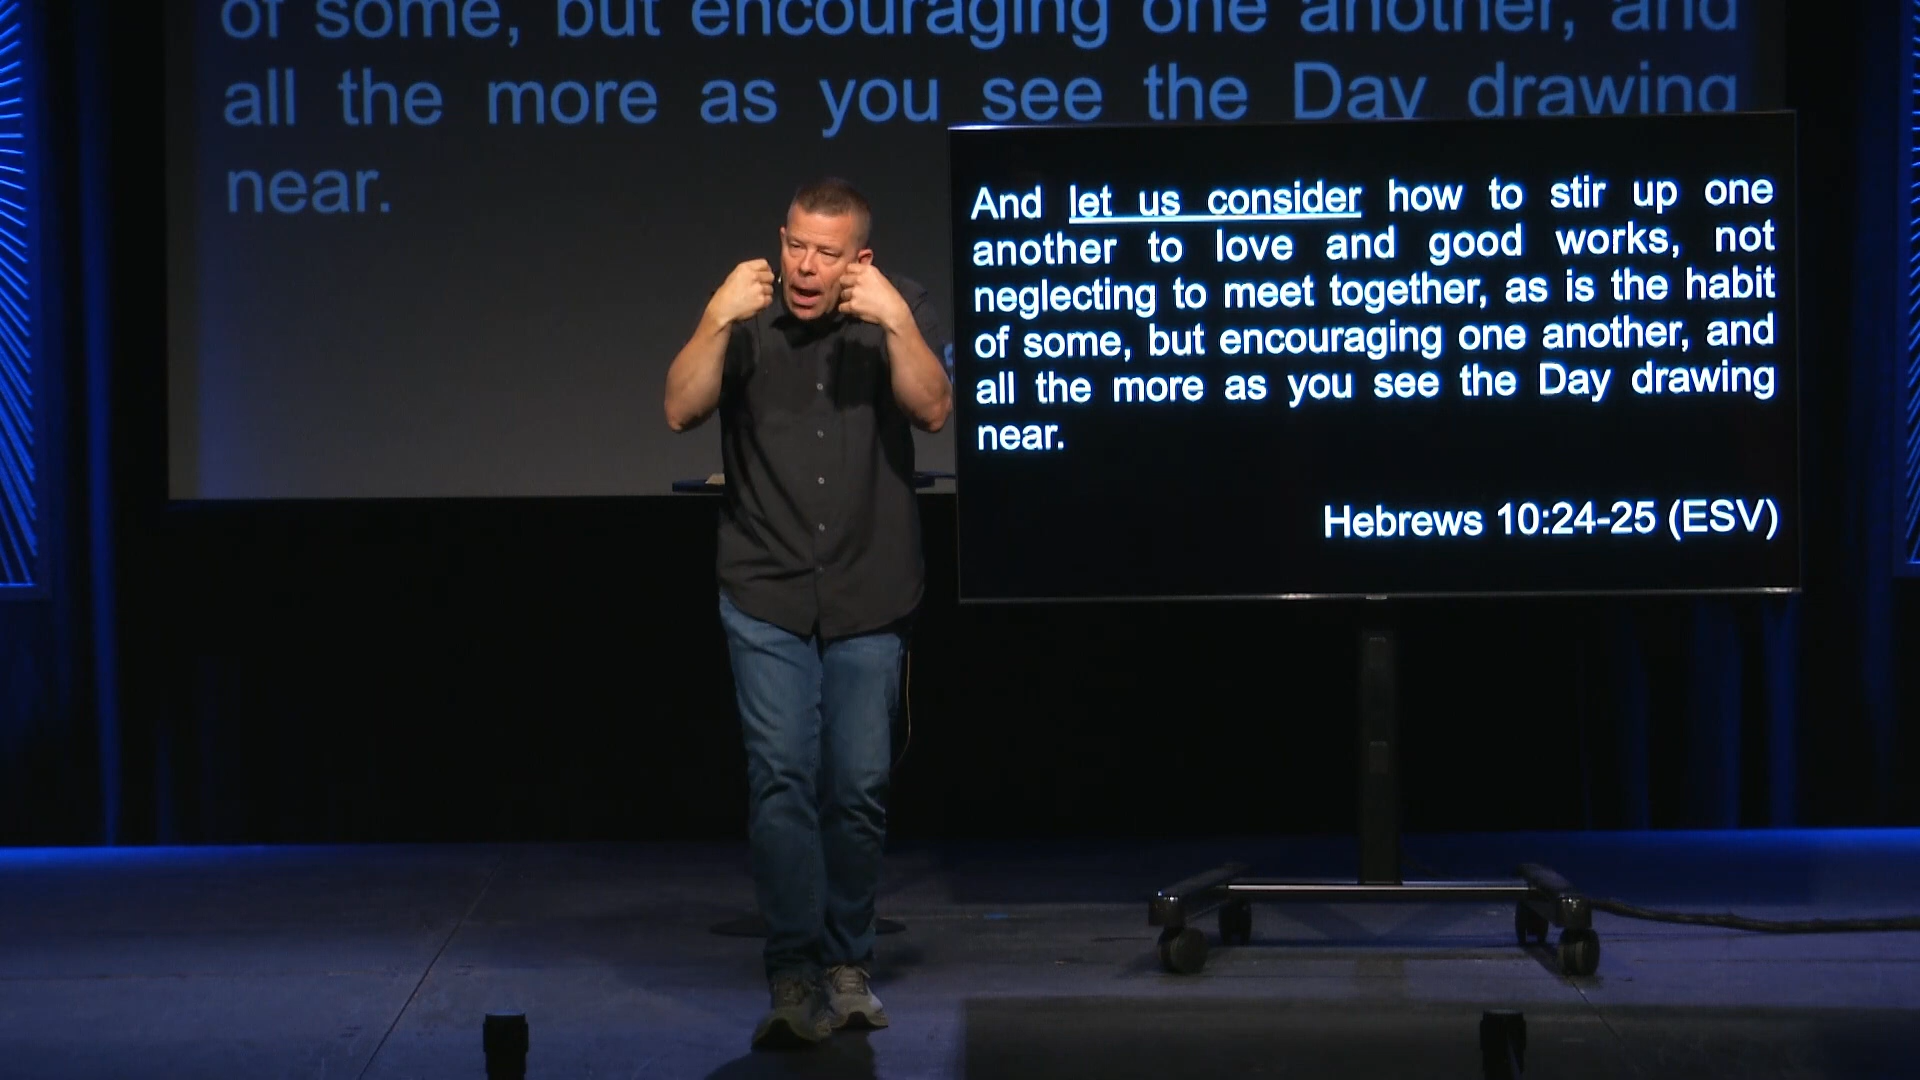 of some, but encouraging one another, and
all the more as you see the Day drawing
near.
And let us consider how to stir up one
another to love and good works, not
neglecting to meet together, as is the habit
of some, but encouraging one another, and
all the more as you see the Day drawing
near.
Hebrews 10:24-25 (ESV)